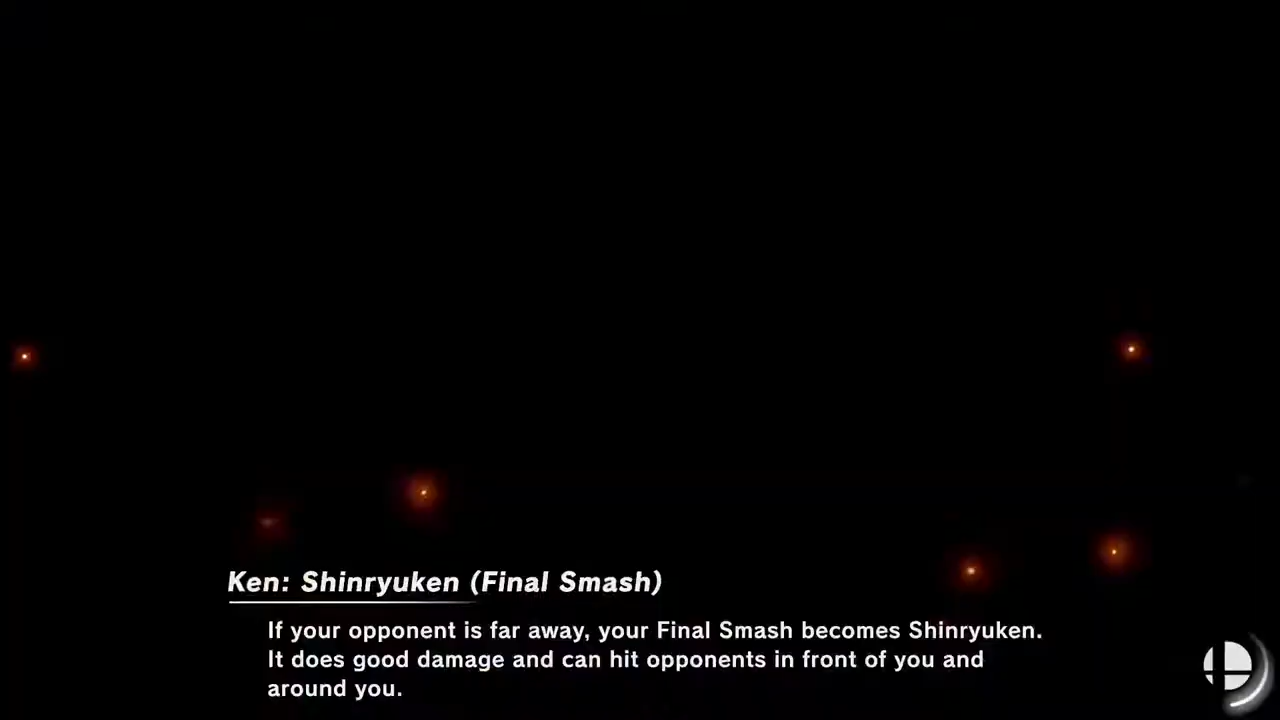 Ken: Shinryuken (Final Smash)
If your opponent is far away, your Final Smash becomes Shinryuken.
It does good damage and can hit opponents in front of you and
around you.